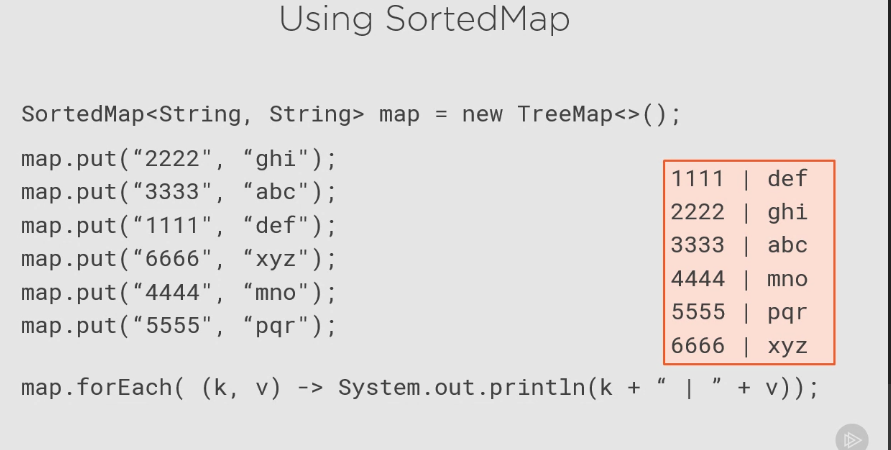 Using SortedMap
SortedMap<String, String> map = new TreeMap<>();
map.put(“2222", “ghi");
map.put(“3333", “abc");
map.put(“1111", “def");
map.put(“6666", “xyz");
map.put(“4444", “mno");
map.put(“5555", “pqr");
1111 | def
2222 | ghi
3333 | abc
4444 | mno
5555 | pqr
6666 | xyz
map.forEach( (k, v) -> System.out.println(k + “ | ” + v));